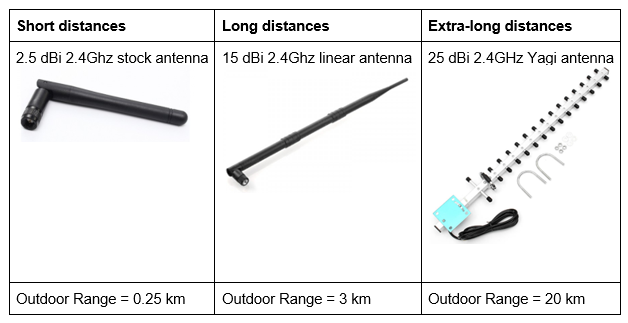 Short distances
Long distances
Extra-long distances
2.5 dBi 2.4Ghz stock antenna
15 dBi 2.4Ghz linear antenna
25 dBi 2.4GHz Yagi antenna
Outdoor Range = 0.25 km
Outdoor Range = 3 km
Outdoor Range = 20 km